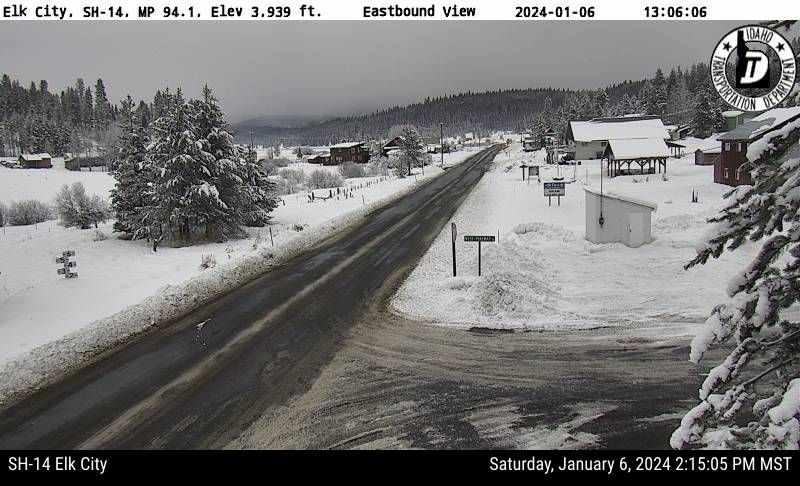 Elk City, SH-14, MP 94.1, Elev 3,939 ft. Eastbound View 2024-01-06 13:06:06
IDAHO
TRANSPORTATION DEPARTMENT
SH-14 Elk City Saturday, January 6, 2024 2:15:05 PM MST